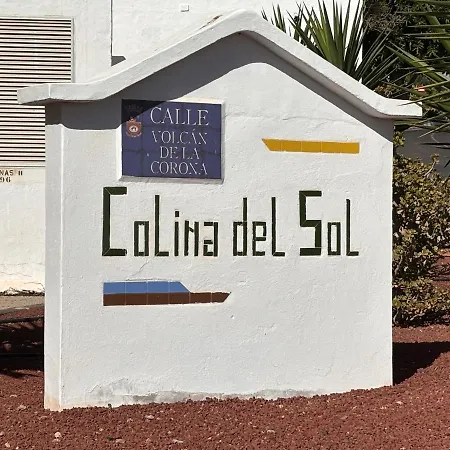 CALLE
VOLCÁN
DE LA
CORONA
Colina del Sol